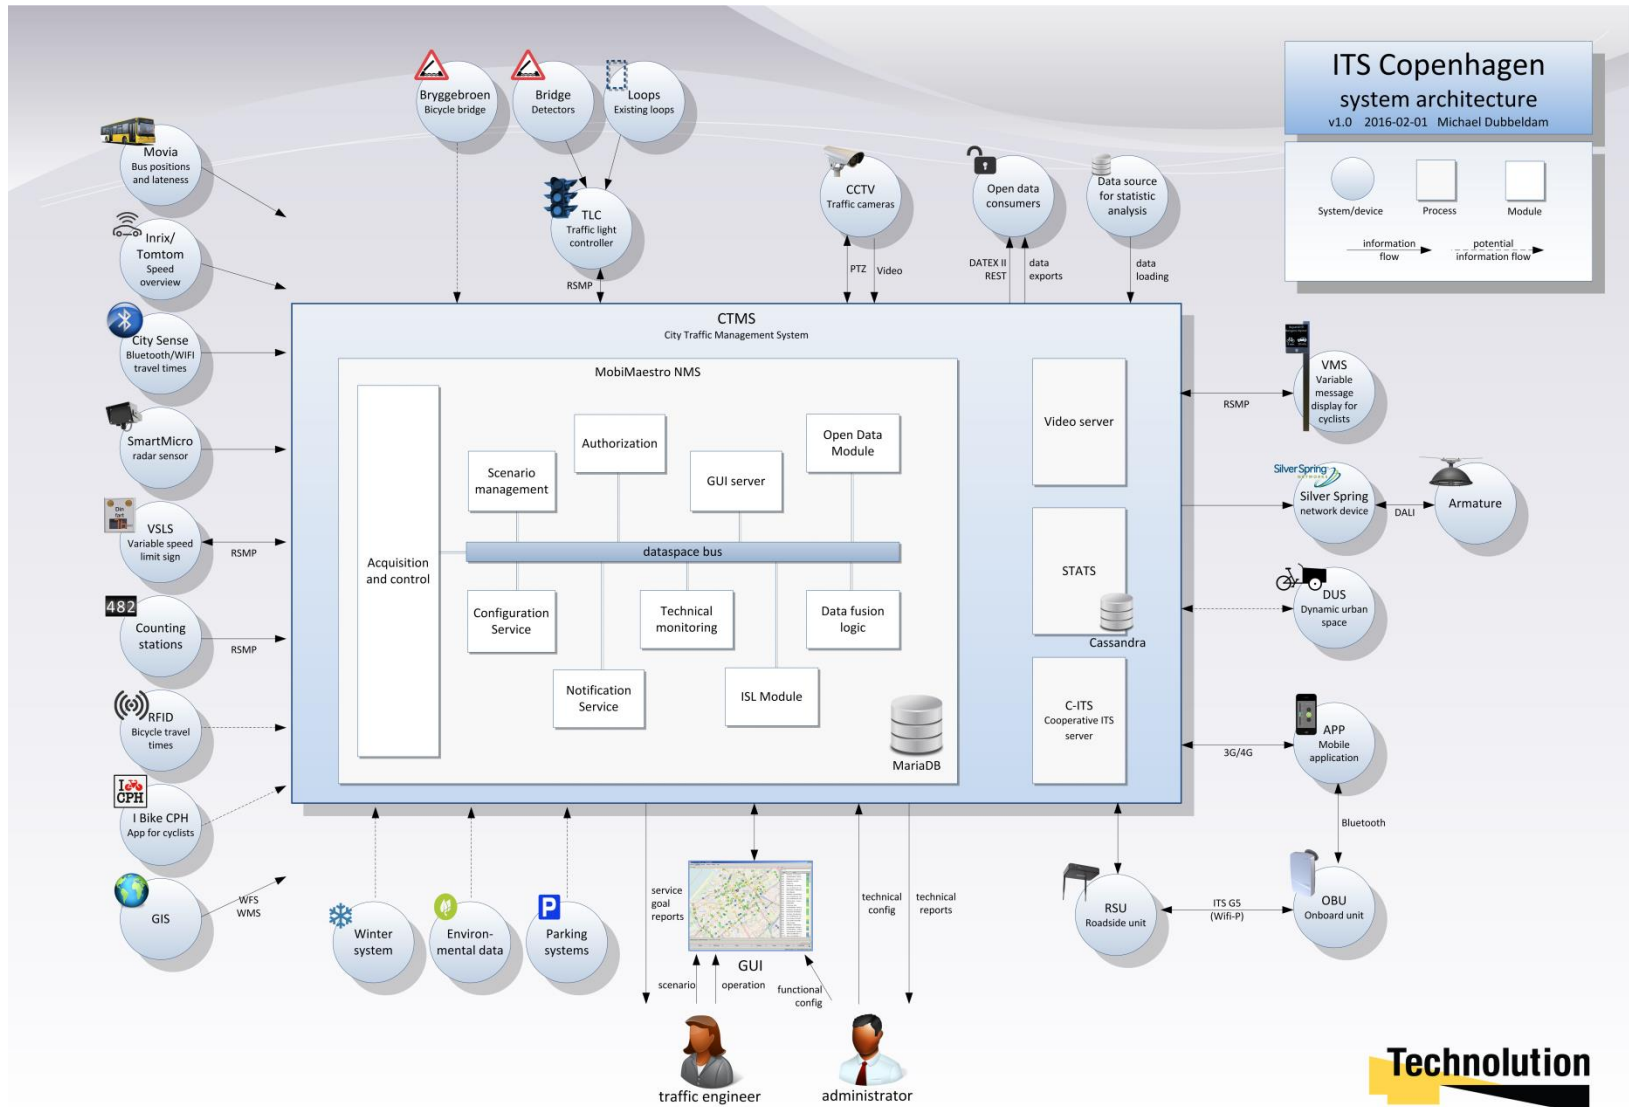 ITS Copenhagen
system architecture
v1.0 2016-02-01 Michael Dubbeldam
System/device
Process
Module
information
flow
potential
information flow
Bryggebroen
Bicycle bridge
Bridge
Detectors
Loops
Existing loops
Movia
Bus positions
and lateness
TLC
Traffic light
controller
CCTV
Traffic cameras
Open data
consumers
Data source
for statistic
analysis
Inrix/
Tomtom
Speed
overview
RSMP
PTZ
Video
DATEX II
REST
data
exports
data
loading
City Sense
Bluetooth/WIFI
travel times
SmartMicro
radar sensor
Din
fart
VSLS
Variable speed
limit sign
RSMP
482
Counting
stations
RSMP
RFID
Bicycle travel
times
I
CPH
I Bike CPH
App for cyclists
GIS
WFS
WMS
CTMS
City Traffic Management System
MobiMaestro NMS
Acquisition
and control
Scenario
management
Authorization
GUI server
Open Data
Module
dataspace bus
Configuration
Service
Technical
monitoring
Data fusion
logic
Notification
Service
ISL Module
MariaDB
Video server
STATS
Cassandra
C-ITS
Cooperative ITS
server
RSMP
VMS
Variable
message
display for
cyclists
Silver Spring
NETWORKS
Silver Spring
network device
DALI
Armature
DUS
Dynamic urban
space
3G/4G
APP
Mobile
application
Bluetooth
RSU
Roadside unit
ITS G5
(Wifi-P)
OBU
Onboard unit
Winter
system
Environ-
mental data
P
Parking
systems
service
goal
reports
GUI
technical
config
technical
reports
scenario
operation
functional
config
traffic engineer
administrator
Technolution